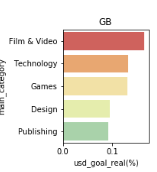 GB
Film & Video
Technology
Games
Design
Publishing
main_category
0.0 0.1
usd_goal_real(%)